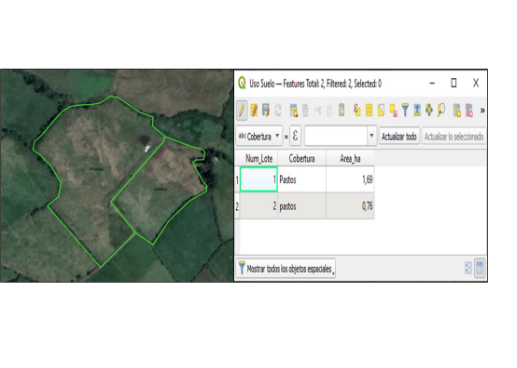 Uso Suelo — Features Total: 2, Filtered: 2, Selected: 0
abc Cobertura = ε Actualizar todo Actualizar lo seleccionado
Num_Lote Cobertura Area_ha
1 1 Pastos 1,69
2 2 pastos 0,76
Mostrar todos los objetos espaciales